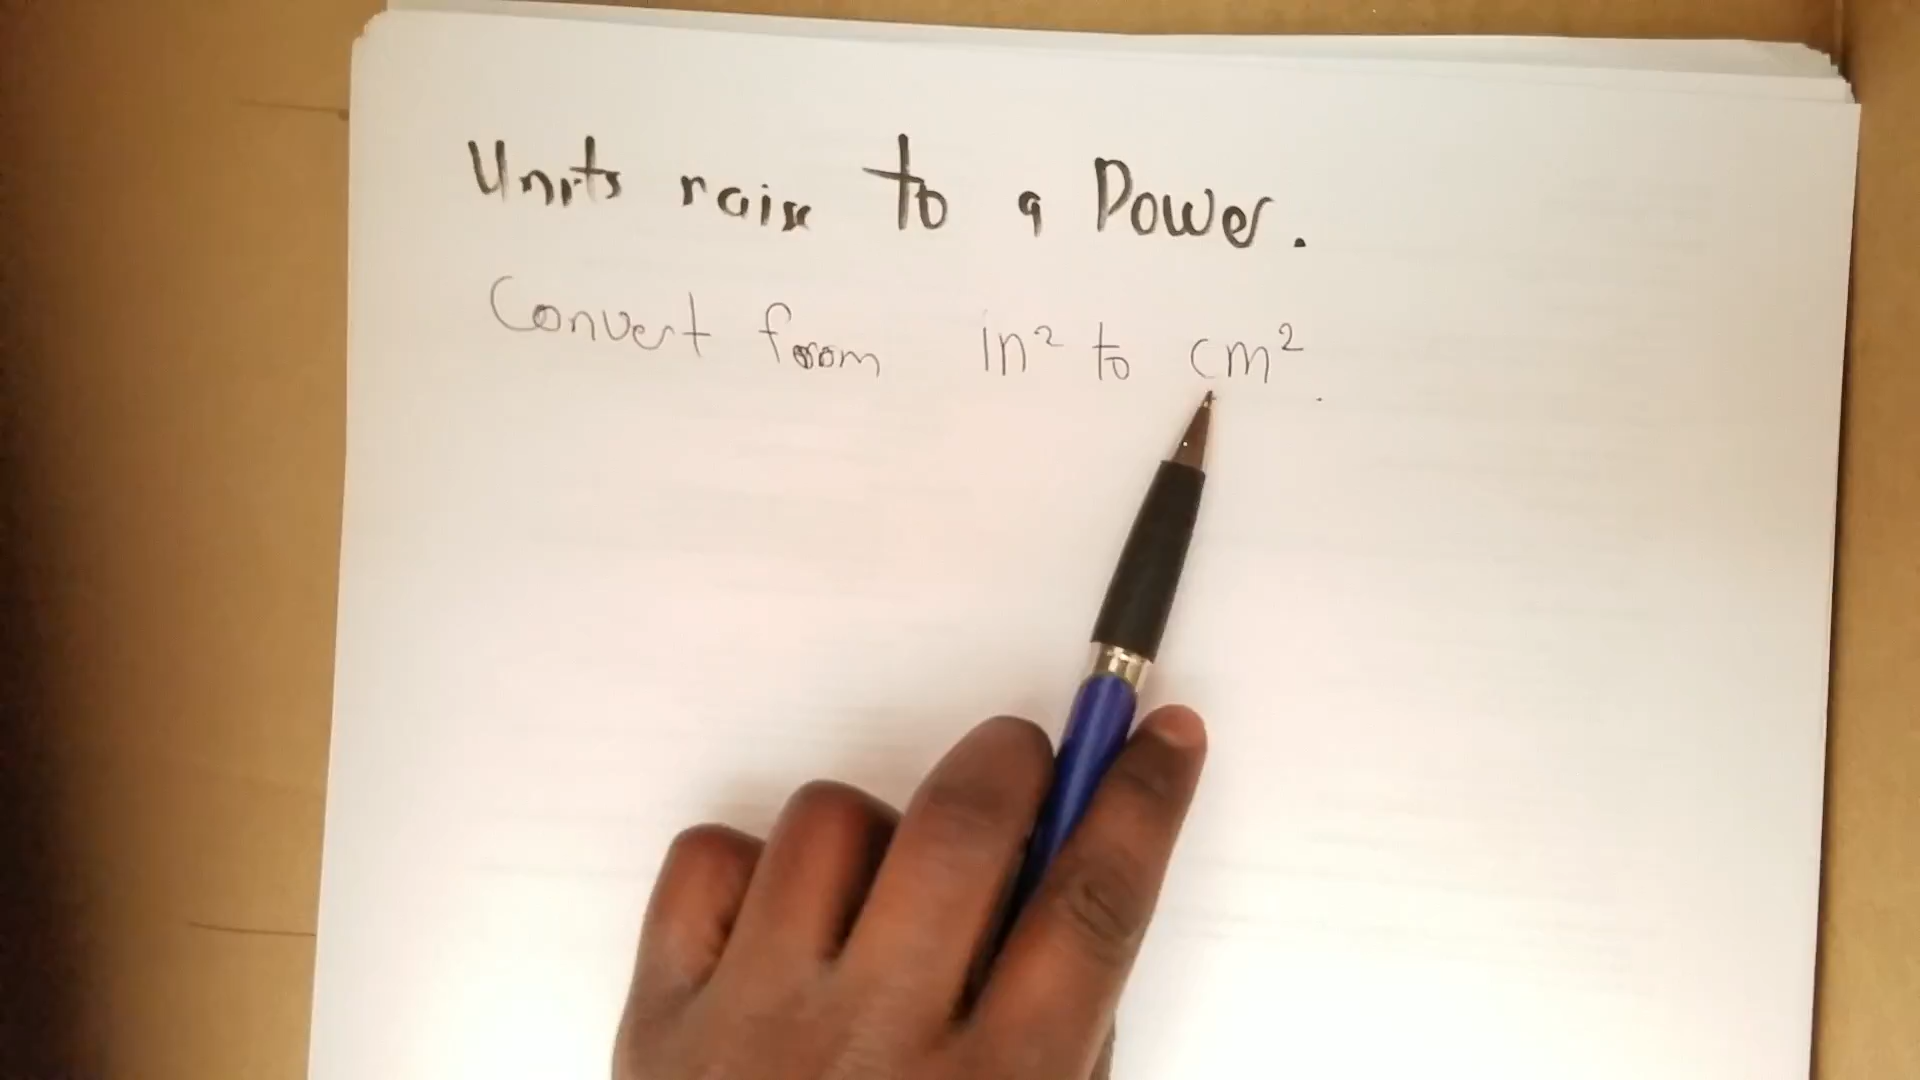 Units raise to a Power.
Convert from in² to cm².